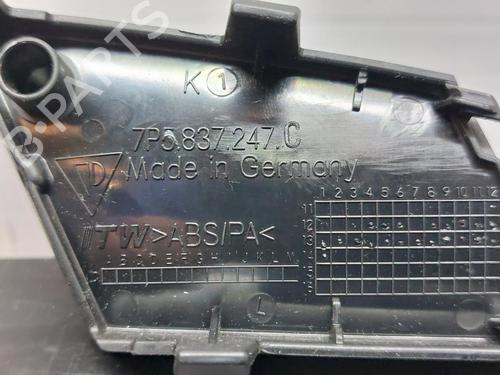 K 1
7P5.837.247.C
Made in Germany
ITW >ABS/PA<
1 2 3 4 5 6 7 8 9 10 11 12
11
12
13
A B C D E F G H I J K L M
L
B-PARTS